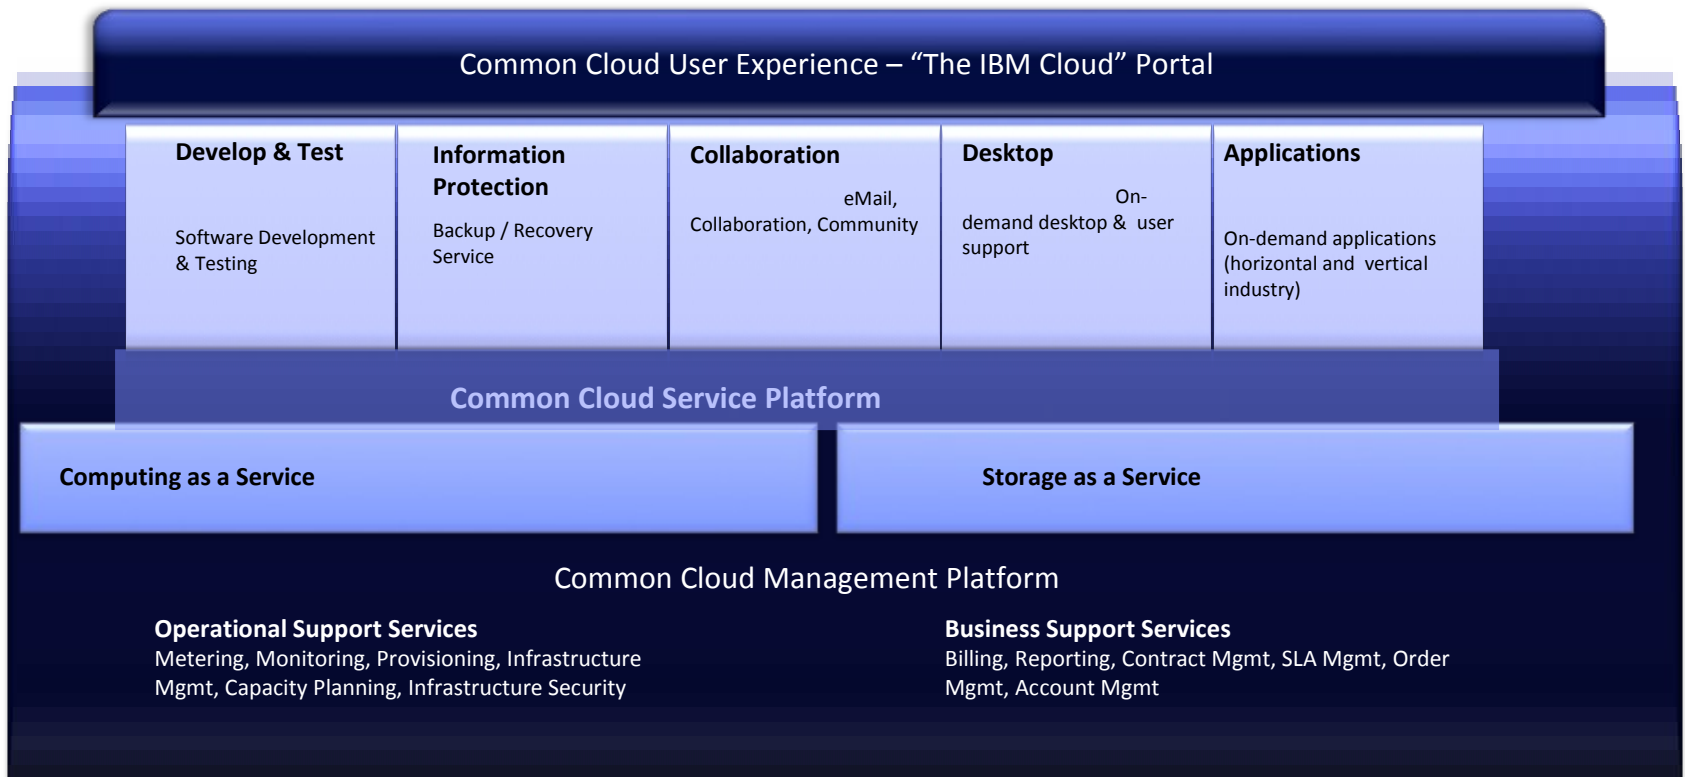 Common Cloud User Experience – “The IBM Cloud” Portal
Develop & Test
Software Development
& Testing
Information
Protection
Backup / Recovery
Service
Collaboration
eMail,
Collaboration, Community
Desktop
On-
demand desktop & user
support
Applications
On-demand applications
(horizontal and vertical
industry)
Common Cloud Service Platform
Computing as a Service
Storage as a Service
Common Cloud Management Platform
Operational Support Services
Metering, Monitoring, Provisioning, Infrastructure
Mgmt, Capacity Planning, Infrastructure Security
Business Support Services
Billing, Reporting, Contract Mgmt, SLA Mgmt, Order
Mgmt, Account Mgmt